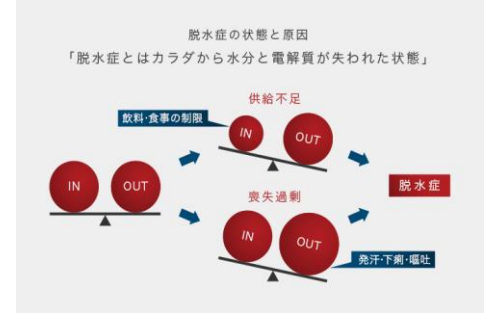 脱水症の状態と原因
「脱水症とはカラダから水分と電解質が失われた状態」
供給不足
飲料・食事の制限
IN
OUT
IN
OUT
脱水症
喪失過剰
IN
OUT
発汗・下痢・嘔吐